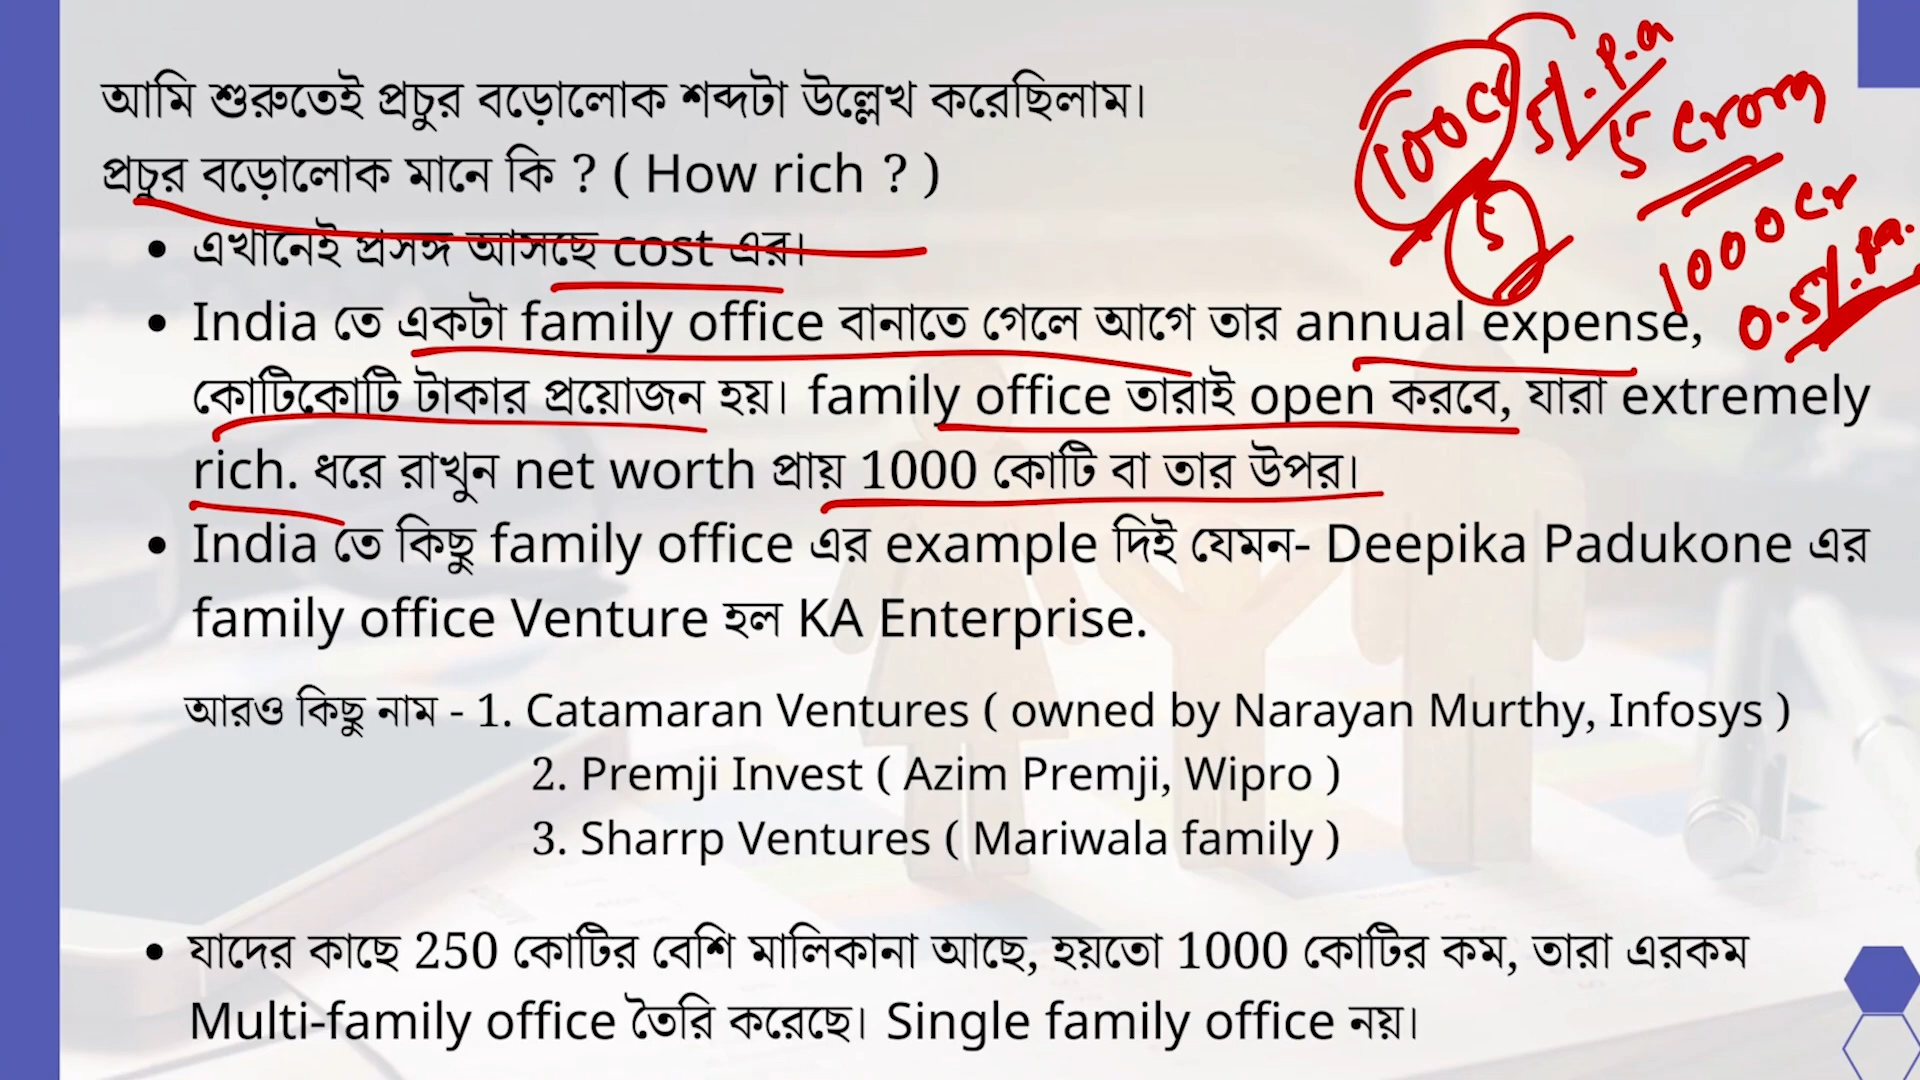 আমি শুরুতেই প্রচুর বড়োলোক শব্দটা উল্লেখ করেছিলাম।
প্রচুর বড়োলোক মানে কি ? ( How rich ? )
• এখানেই প্রসঙ্গ আসছে cost এর।
• India তে একটা family office বানাতে গেলে আগে তার annual expense,
কোটিকোটি টাকার প্রয়োজন হয়। family office তারাই open করবে, যারা extremely
rich. ধরে রাখুন net worth প্রায় 1000 কোটি বা তার উপর।
• India তে কিছু family office এর example দিই যেমন- Deepika Padukone এর
family office Venture হল KA Enterprise.
আরও কিছু নাম - 1. Catamaran Ventures ( owned by Narayan Murthy, Infosys )
2. Premji Invest ( Azim Premji, Wipro )
3. Sharrp Ventures ( Mariwala family )
• যাদের কাছে 250 কোটির বেশি মালিকানা আছে, হয়তো 1000 কোটির কম, তারা এরকম
Multi-family office তৈরি করেছে। Single family office নয়।
100 Cr
5%. P.a
5 Crore
5
1000 Cr
0.5%. P.a.